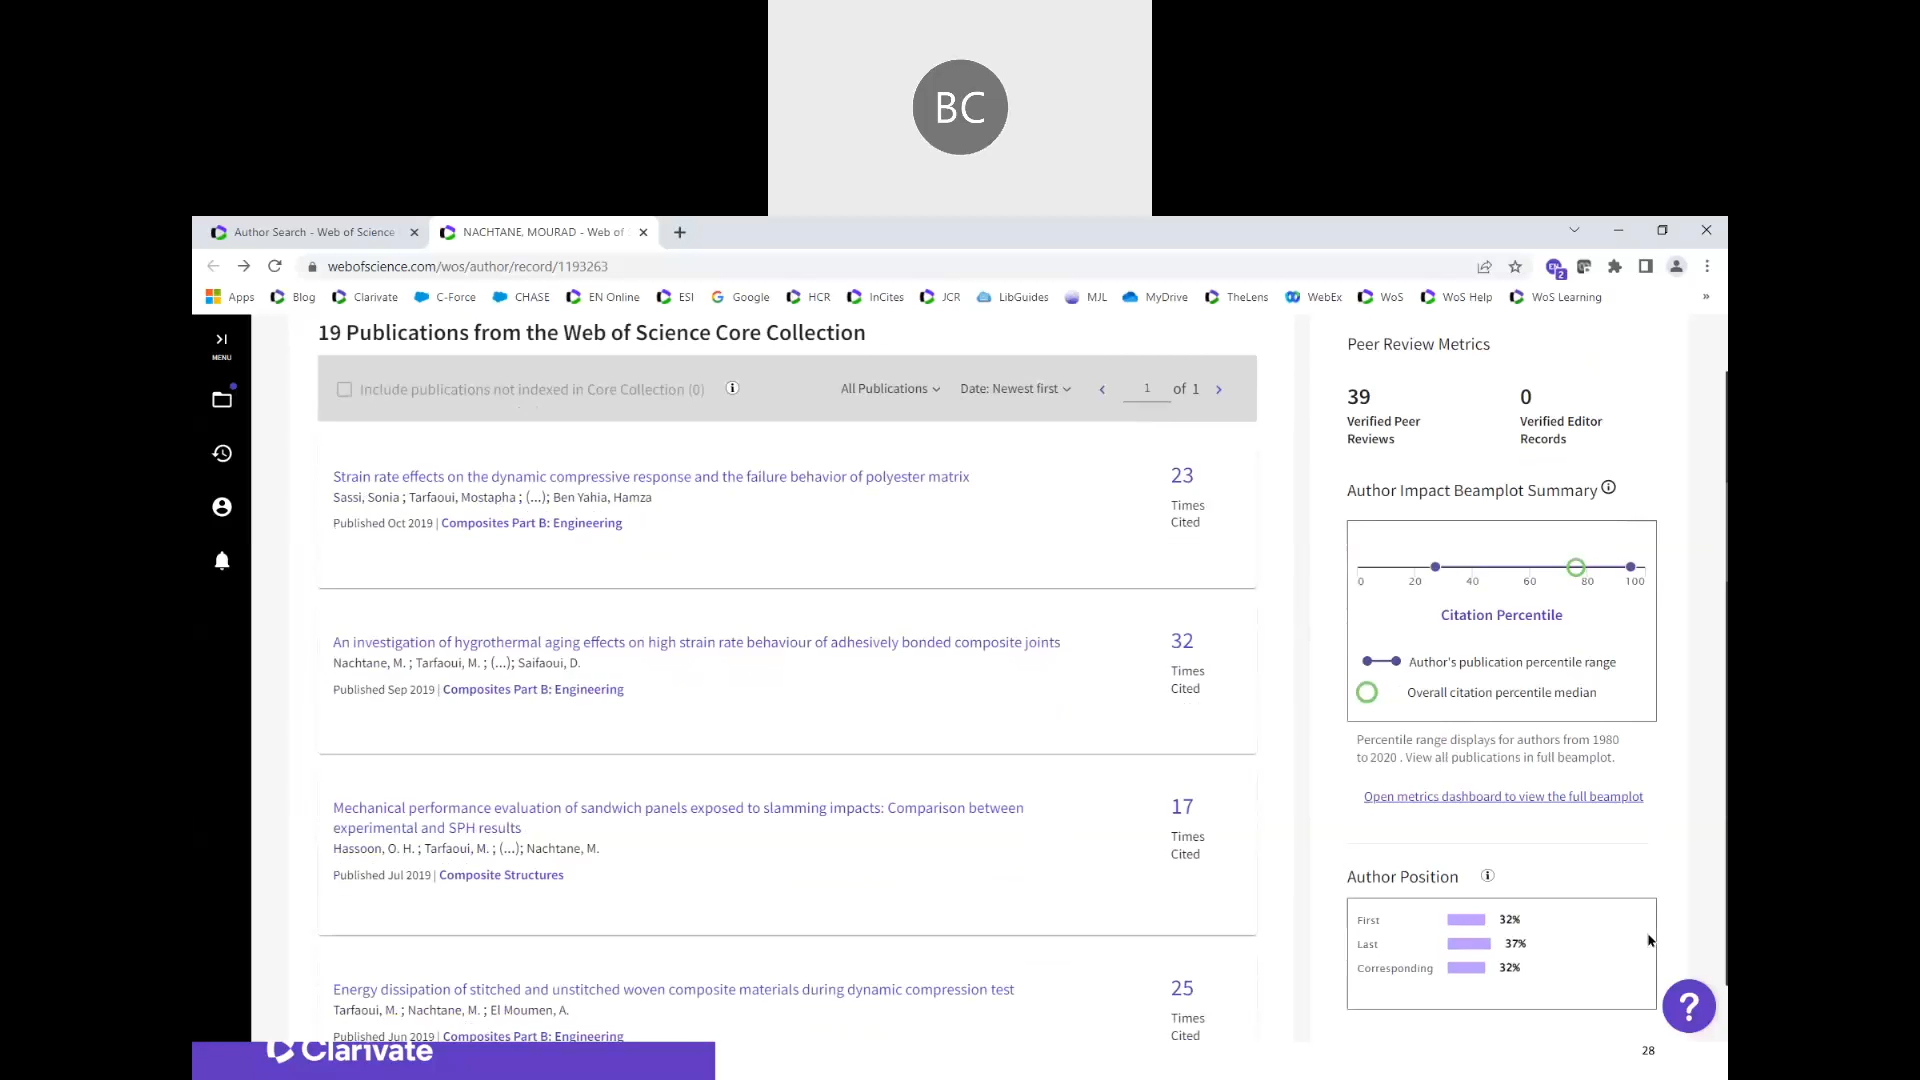 BC
Author Search - Web of Science
NACHTANE, MOURAD - Web of
webofscience.com/wos/author/record/1193263
Apps Blog Clarivate C-Force CHASE EN Online ESI Google HCR InCites JCR LibGuides MJL MyDrive TheLens WebEx WoS WoS Help WoS Learning »
MENU
19 Publications from the Web of Science Core Collection
Include publications not indexed in Core Collection (0)
All Publications
Date: Newest first
1 of 1
Strain rate effects on the dynamic compressive response and the failure behavior of polyester matrix
Sassi, Sonia ; Tarfaoui, Mostapha ; (...); Ben Yahia, Hamza
Published Oct 2019 | Composites Part B: Engineering
23
Times
Cited
An investigation of hygrothermal aging effects on high strain rate behaviour of adhesively bonded composite joints
Nachtane, M. ; Tarfaoui, M. ; (...); Saifaoui, D.
Published Sep 2019 | Composites Part B: Engineering
32
Times
Cited
Mechanical performance evaluation of sandwich panels exposed to slamming impacts: Comparison between
experimental and SPH results
Hassoon, O. H. ; Tarfaoui, M. ; (...); Nachtane, M.
Published Jul 2019 | Composite Structures
17
Times
Cited
Energy dissipation of stitched and unstitched woven composite materials during dynamic compression test
Tarfaoui, M. ; Nachtane, M. ; El Moumen, A.
Published Jun 2019 | Composites Part B: Engineering
25
Times
Cited
Peer Review Metrics
39
Verified Peer
Reviews
0
Verified Editor
Records
Author Impact Beamplot Summary
0 20 40 60 80 100
Citation Percentile
Author's publication percentile range
Overall citation percentile median
Percentile range displays for authors from 1980
to 2020 . View all publications in full beamplot.
Open metrics dashboard to view the full beamplot
Author Position
First 32%
Last 37%
Corresponding 32%
?
Clarivate
28